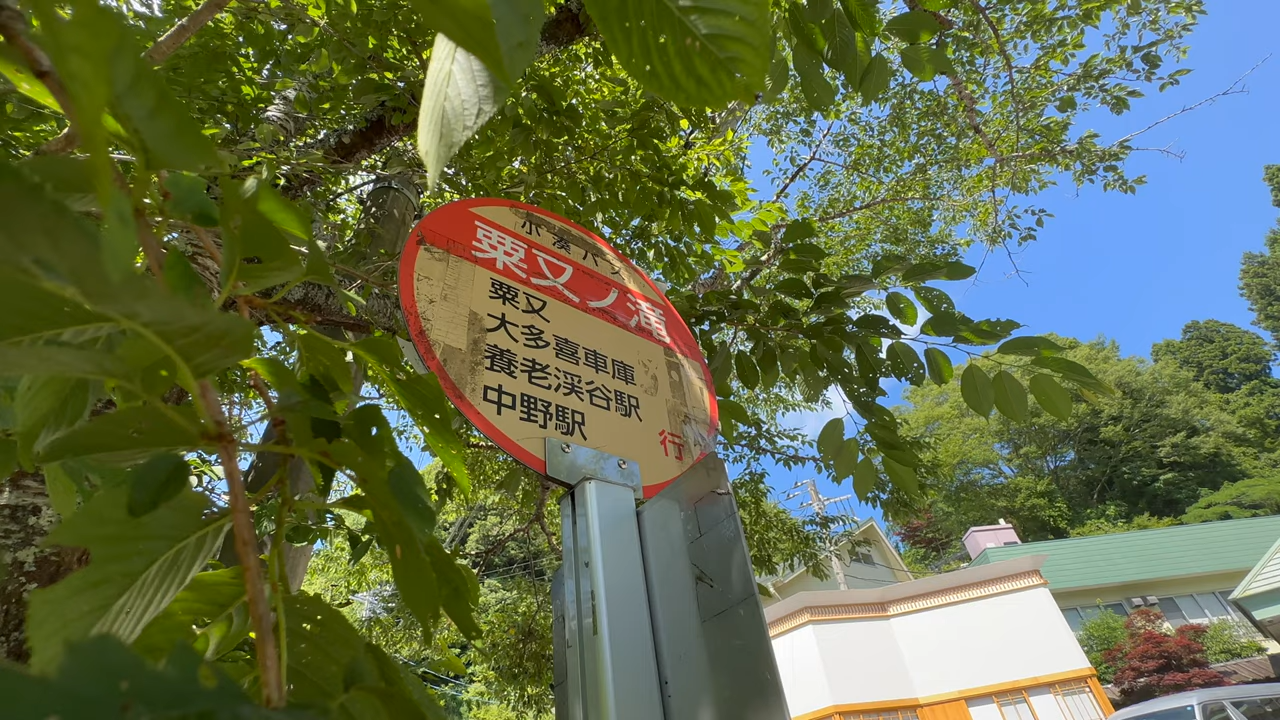 小湊バス
粟又ノ滝
粟又
大多喜車庫
養老渓谷駅
中野駅
行